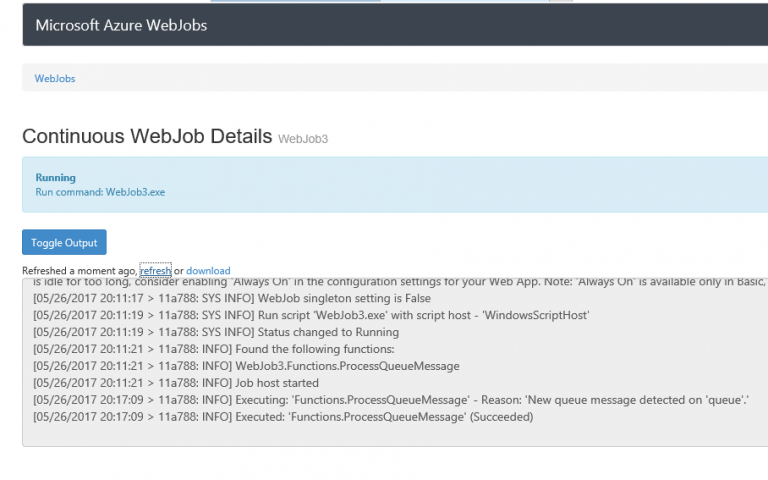 Microsoft Azure WebJobs
WebJobs
Continuous WebJob Details WebJob3
Running
Run command: WebJob3.exe
Toggle Output
Refreshed a moment ago, refresh or download
is idle for too long, consider enabling 'Always On' in the configuration settings for your Web App. Note: 'Always On' is available only in Basic,
[05/26/2017 20:11:17 > 11a788: SYS INFO] WebJob singleton setting is False
[05/26/2017 20:11:19 > 11a788: SYS INFO] Run script 'WebJob3.exe' with script host - 'WindowsScriptHost'
[05/26/2017 20:11:19 > 11a788: SYS INFO] Status changed to Running
[05/26/2017 20:11:21 > 11a788: INFO] Found the following functions:
[05/26/2017 20:11:21 > 11a788: INFO] WebJob3.Functions.ProcessQueueMessage
[05/26/2017 20:11:21 > 11a788: INFO] Job host started
[05/26/2017 20:17:09 > 11a788: INFO] Executing: 'Functions.ProcessQueueMessage' - Reason: 'New queue message detected on 'queue'.'
[05/26/2017 20:17:09 > 11a788: INFO] Executed: 'Functions.ProcessQueueMessage' (Succeeded)